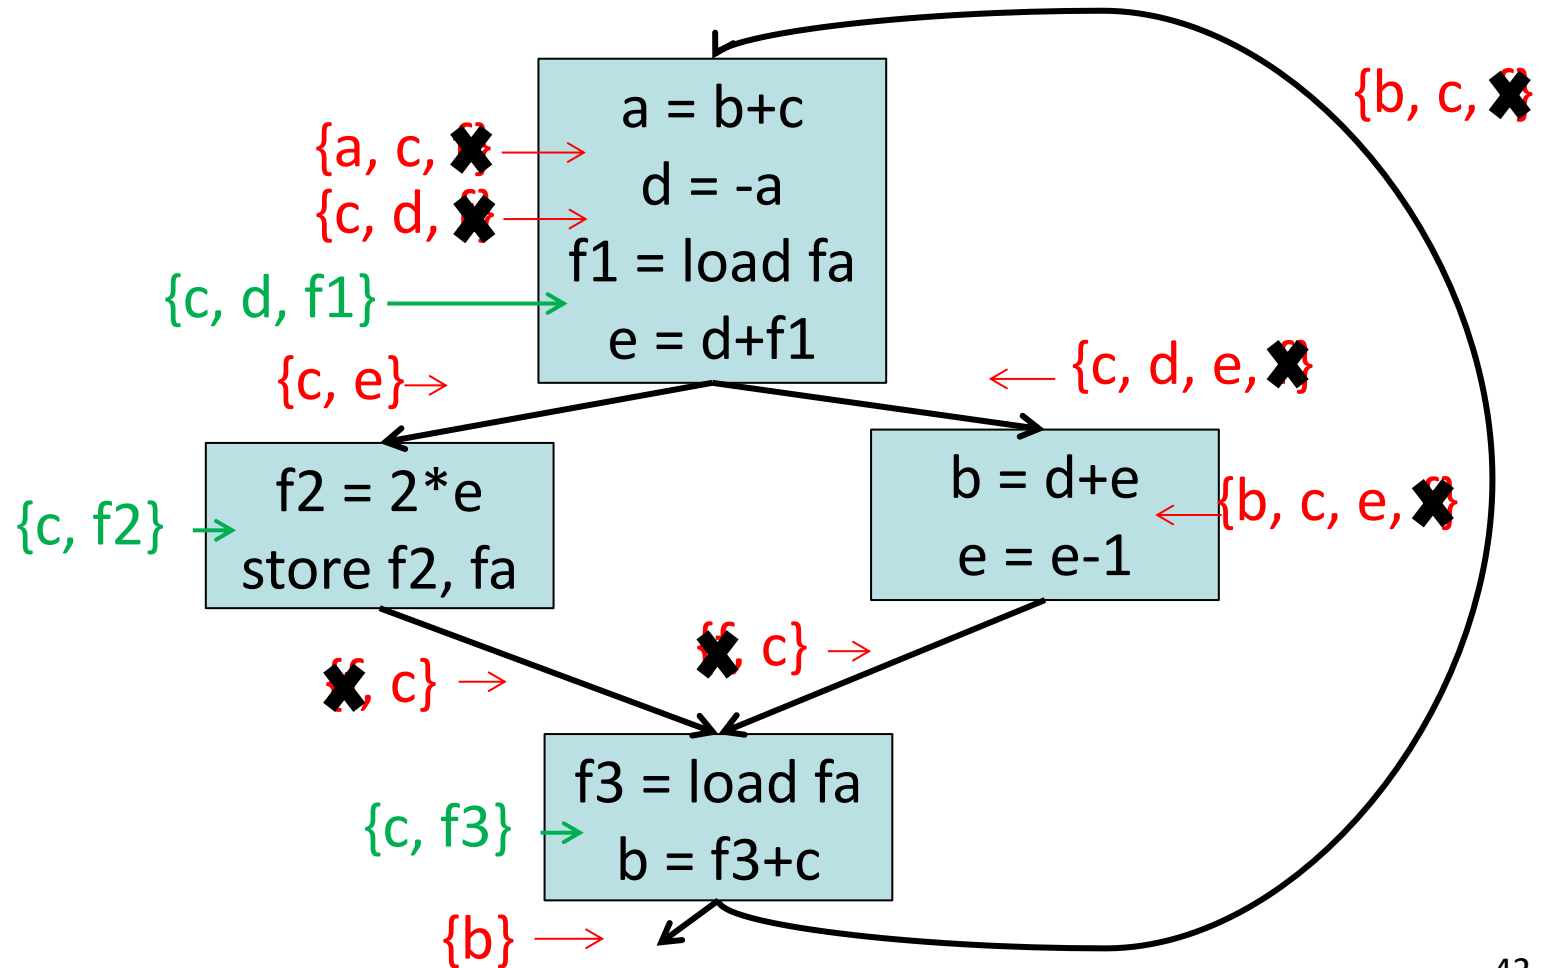 {b, c, f}
a = b+c
{a, c, f}
d = -a
{c, d, f}
f1 = load fa
{c, d, f1}
e = d+f1
{c, e}
{c, d, e, f}
f2 = 2*e
b = d+e
{c, f2}
{b, c, e, f}
store f2, fa
e = e-1
{f, c}
{f, c}
f3 = load fa
{c, f3}
b = f3+c
{b}